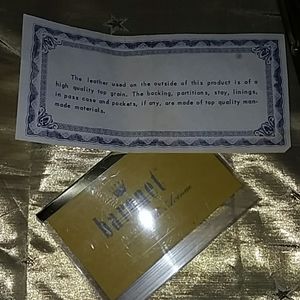 The leather used on the outside of this product is of a
high quality top grain. The backing, partitions, stay, linings,
in pass case and pockets, if any, are made of top quality man-
made materials.
baronet